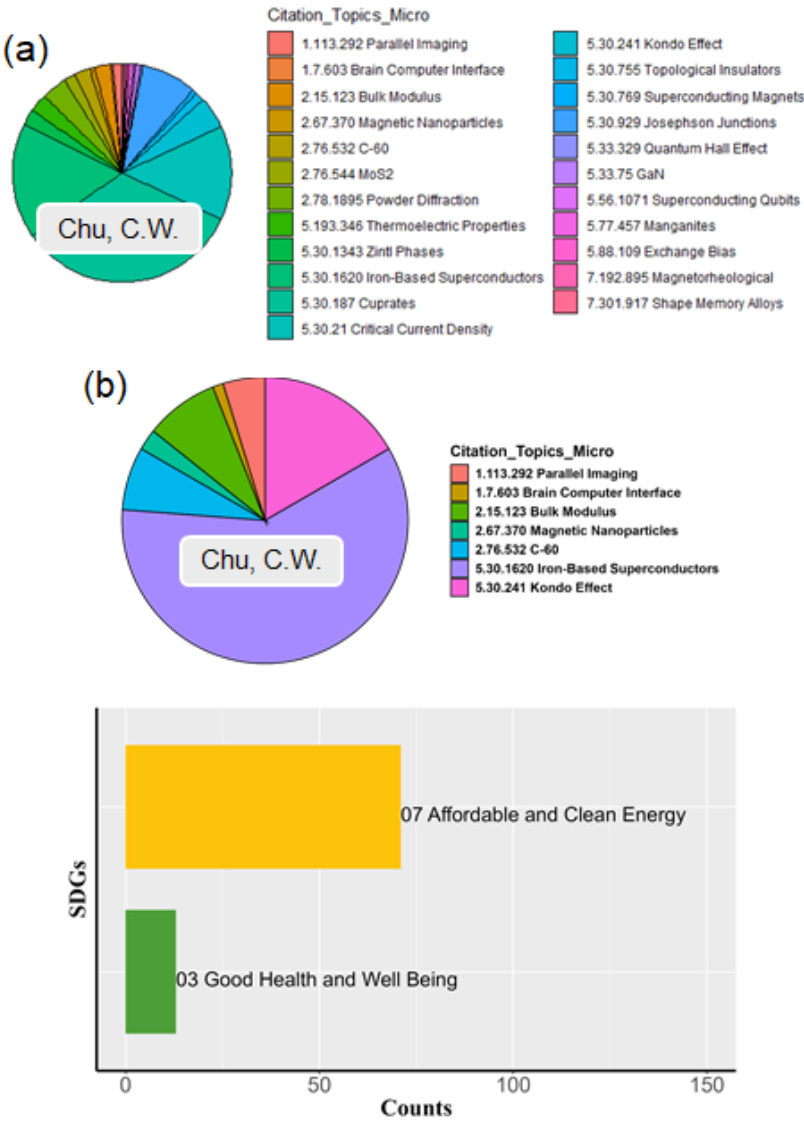 (a)
Citation_Topics_Micro
1.113.292 Parallel Imaging
1.7.603 Brain Computer Interface
2.15.123 Bulk Modulus
2.67.370 Magnetic Nanoparticles
2.76.532 C-60
2.76.544 MoS2
2.78.1895 Powder Diffraction
5.193.346 Thermoelectric Properties
5.30.1343 Zintl Phases
5.30.1620 Iron-Based Superconductors
5.30.187 Cuprates
5.30.21 Critical Current Density
5.30.241 Kondo Effect
5.30.755 Topological Insulators
5.30.769 Superconducting Magnets
5.30.929 Josephson Junctions
5.33.329 Quantum Hall Effect
5.33.75 GaN
5.56.1071 Superconducting Qubits
5.77.457 Manganites
5.88.109 Exchange Bias
7.192.895 Magnetorheological
7.301.917 Shape Memory Alloys
Chu, C.W.
(b)
Chu, C.W.
Citation_Topics_Micro
1.113.292 Parallel Imaging
1.7.603 Brain Computer Interface
2.15.123 Bulk Modulus
2.67.370 Magnetic Nanoparticles
2.76.532 C-60
5.30.1620 Iron-Based Superconductors
5.30.241 Kondo Effect
SDGs
07 Affordable and Clean Energy
03 Good Health and Well Being
0 50 100 150
Counts